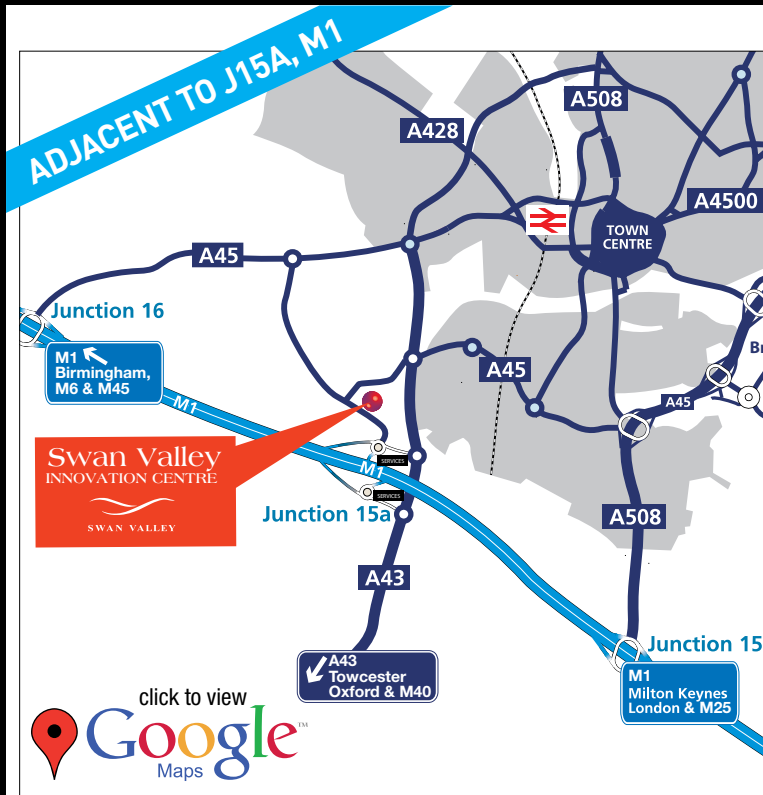 ADJACENT TO J15A, M1
A508
A428
A4500
TOWN
CENTRE
A45
Junction 16
M1
Birmingham,
M6 & M45
M1
A45
A45
Swan Valley
INNOVATION CENTRE
SWAN VALLEY
SERVICES
M1
SERVICES
Junction 15a
A508
A43
Junction 15
A43
Towcester
Oxford & M40
M1
Milton Keynes
London & M25
click to view
Google™
Maps